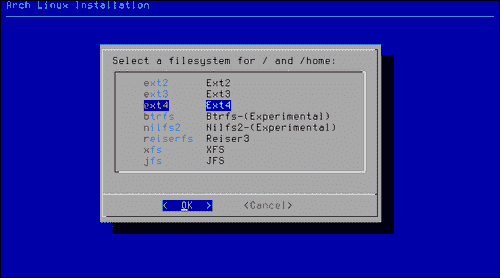 Arch Linux Installation
Select a filesystem for / and /home:
ext2 Ext2
ext3 Ext3
ext4 Ext4
btrfs Btrfs-(Experimental)
nilfs2 Nilfs2-(Experimental)
reiserfs Reiser3
xfs XFS
jfs JFS
< OK > <Cancel>